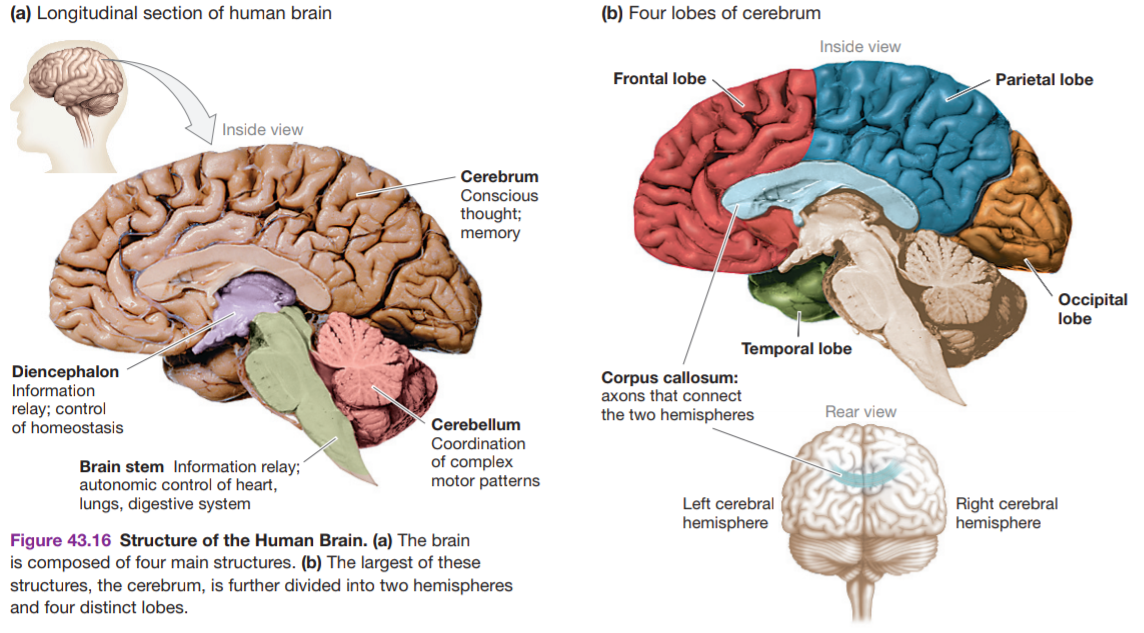 (a) Longitudinal section of human brain
Inside view
Cerebrum
Conscious
thought;
memory
Diencephalon
Information
relay; control
of homeostasis
Cerebellum
Coordination
of complex
motor patterns
Brain stem Information relay;
autonomic control of heart,
lungs, digestive system
Figure 43.16 Structure of the Human Brain. (a) The brain
is composed of four main structures. (b) The largest of these
structures, the cerebrum, is further divided into two hemispheres
and four distinct lobes.
(b) Four lobes of cerebrum
Inside view
Frontal lobe
Parietal lobe
Occipital
lobe
Temporal lobe
Corpus callosum:
axons that connect
the two hemispheres
Rear view
Left cerebral
hemisphere
Right cerebral
hemisphere